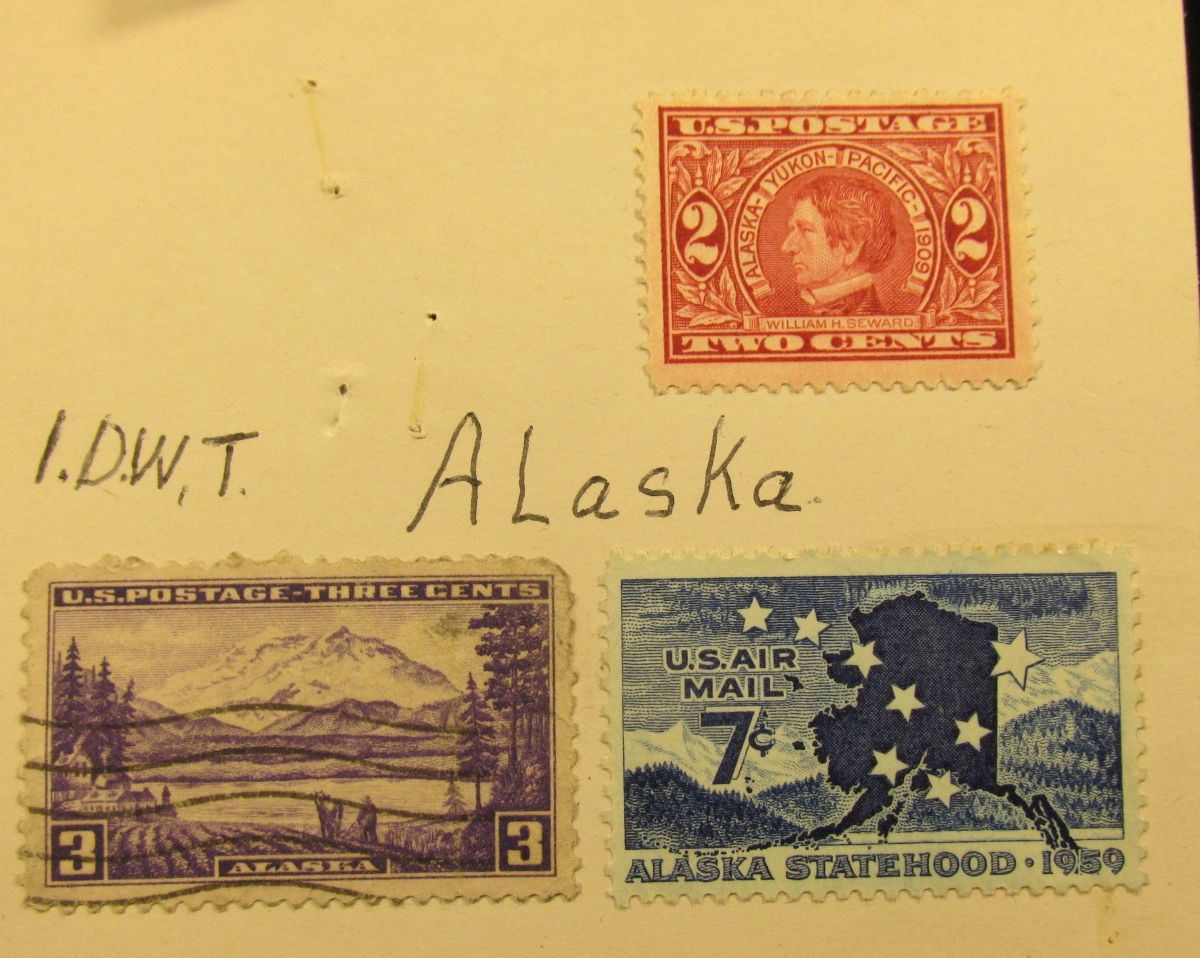 U.S. POSTAGE
2 ALASKA-YUKON-PACIFIC-1909 2
WILLIAM H. SEWARD
TWO CENTS
I.D.W.T. ALaska.
U.S. POSTAGE-THREE CENTS
3 ALASKA 3
U.S. AIR
MAIL
7¢
ALASKA STATEHOOD · 1959